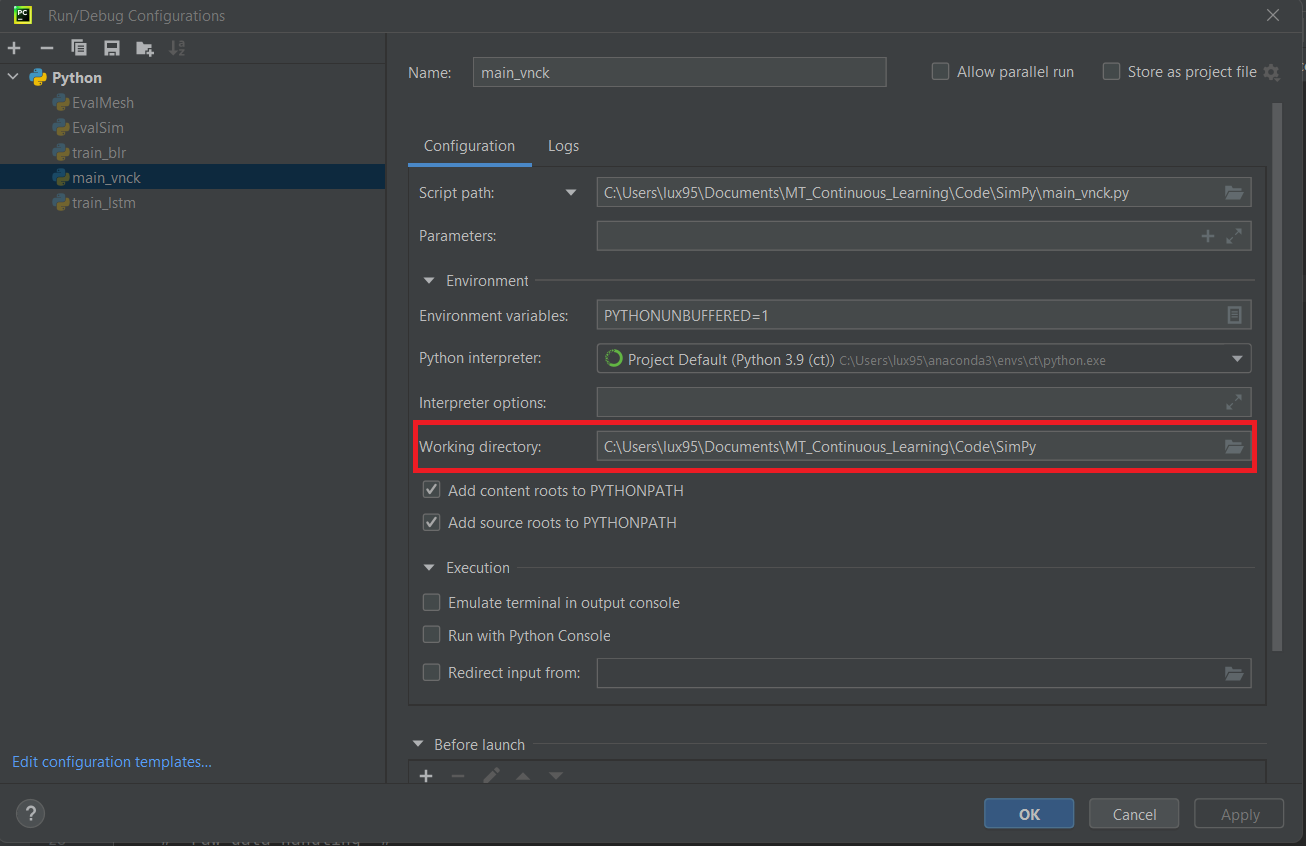 PC
Run/Debug Configurations
Python
EvalMesh
EvalSim
train_blr
main_vnck
train_lstm
Edit configuration templates...
Name: main_vnck
Allow parallel run
Store as project file
Configuration Logs
Script path: C:\Users\lux95\Documents\MT_Continuous_Learning\Code\SimPy\main_vnck.py
Parameters:
Environment
Environment variables: PYTHONUNBUFFERED=1
Python interpreter: Project Default (Python 3.9 (ct)) C:\Users\lux95\anaconda3\envs\ct\python.exe
Interpreter options:
Working directory: C:\Users\lux95\Documents\MT_Continuous_Learning\Code\SimPy
Add content roots to PYTHONPATH
Add source roots to PYTHONPATH
Execution
Emulate terminal in output console
Run with Python Console
Redirect input from:
Before launch
?
OK Cancel Apply